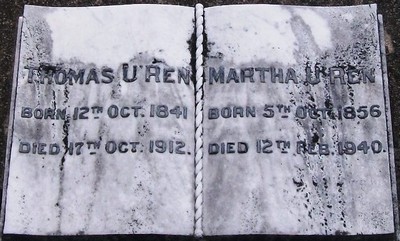 THOMAS U'REN
BORN 12TH OCT. 1841
DIED 17TH OCT. 1912.
MARTHA U'REN
BORN 5TH OCT. 1856
DIED 12TH FEB. 1940.